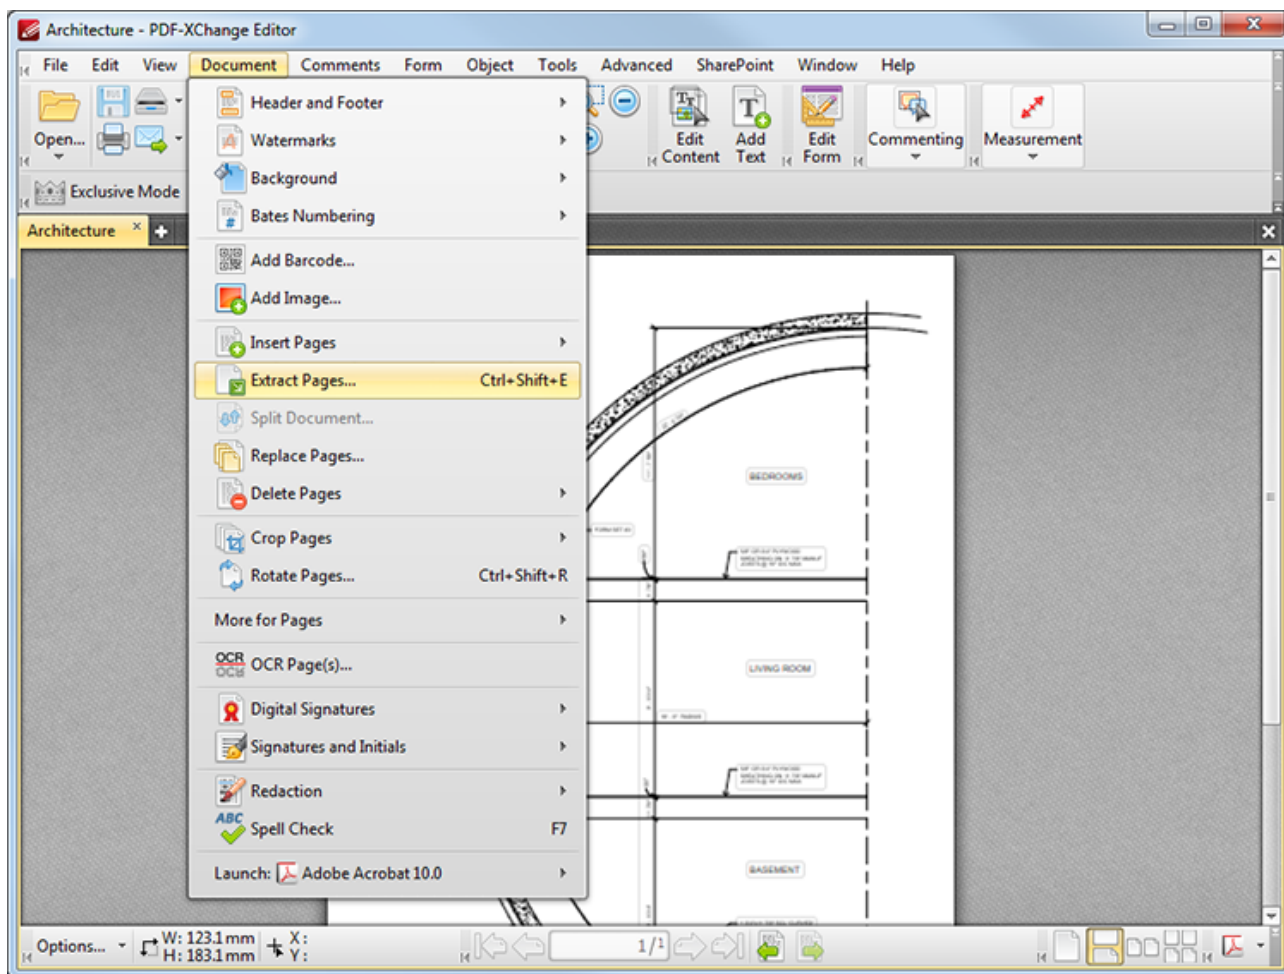 Architecture - PDF-XChange Editor
File Edit View Document Comments Form Object Tools Advanced SharePoint Window Help
Open...
Edit Content
Add Text
Edit Form
Commenting
Measurement
Exclusive Mode
Architecture
Header and Footer
Watermarks
Background
Bates Numbering
Add Barcode...
Add Image...
Insert Pages
Extract Pages... Ctrl+Shift+E
Split Document...
Replace Pages...
Delete Pages
Crop Pages
Rotate Pages... Ctrl+Shift+R
More for Pages
OCR OCR Page(s)...
Digital Signatures
Signatures and Initials
Redaction
ABC Spell Check F7
Launch: Adobe Acrobat 10.0
BEDROOMS
LIVING ROOM
BASEMENT
Options... W: 123.1 mm X:
H: 183.1 mm Y:
1/1